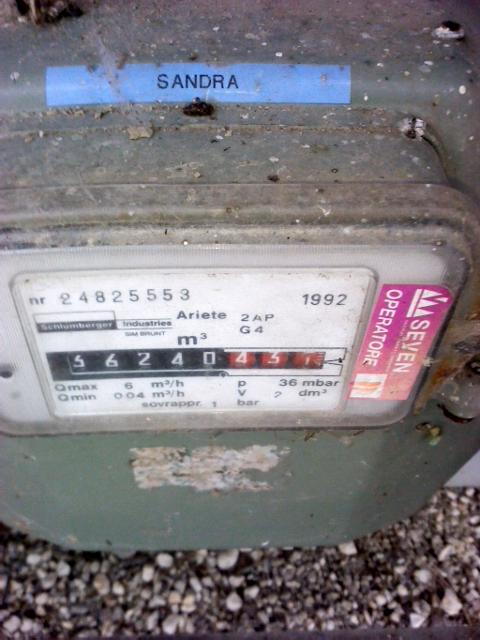 SANDRA
nr 24825553 1992
Schlumberger Industries Ariete 2AP
SIM BRUNT G4
m³
Qmax 6 m³/h p 36 mbar
Qmin 0.04 m³/h V 2 dm³
sovrappr. 1 bar
SEVEN
OPERATORE